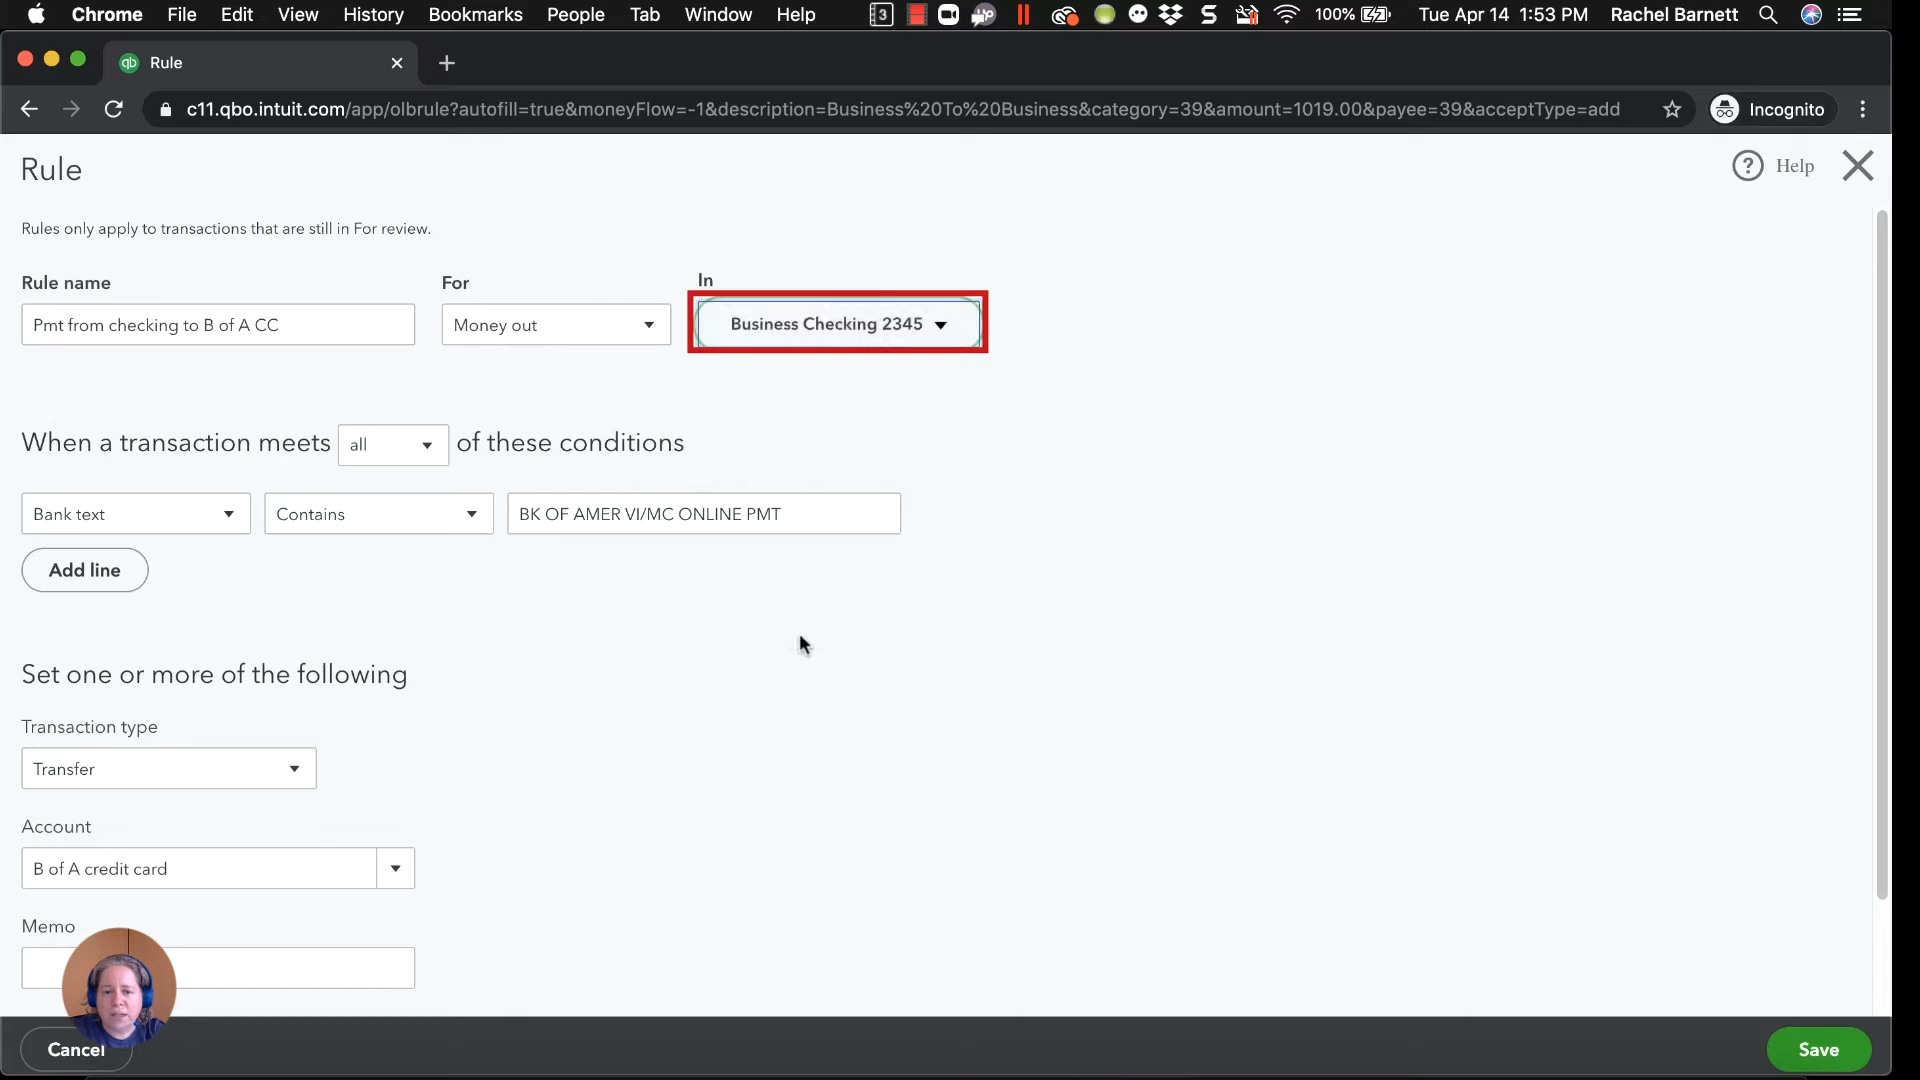 Chrome File Edit View History Bookmarks People Tab Window Help 3 100% Tue Apr 14 1:53 PM Rachel Barnett
qb Rule
c11.qbo.intuit.com/app/olbrule?autofill=true&moneyFlow=-1&description=Business%20To%20Business&category=39&amount=1019.00&payee=39&acceptType=add Incognito
Rule
? Help
Rules only apply to transactions that are still in For review.
Rule name For In
Pmt from checking to B of A CC Money out Business Checking 2345
When a transaction meets all of these conditions
Bank text Contains BK OF AMER VI/MC ONLINE PMT
Add line
Set one or more of the following
Transaction type
Transfer
Account
B of A credit card
Memo
Cancel Save